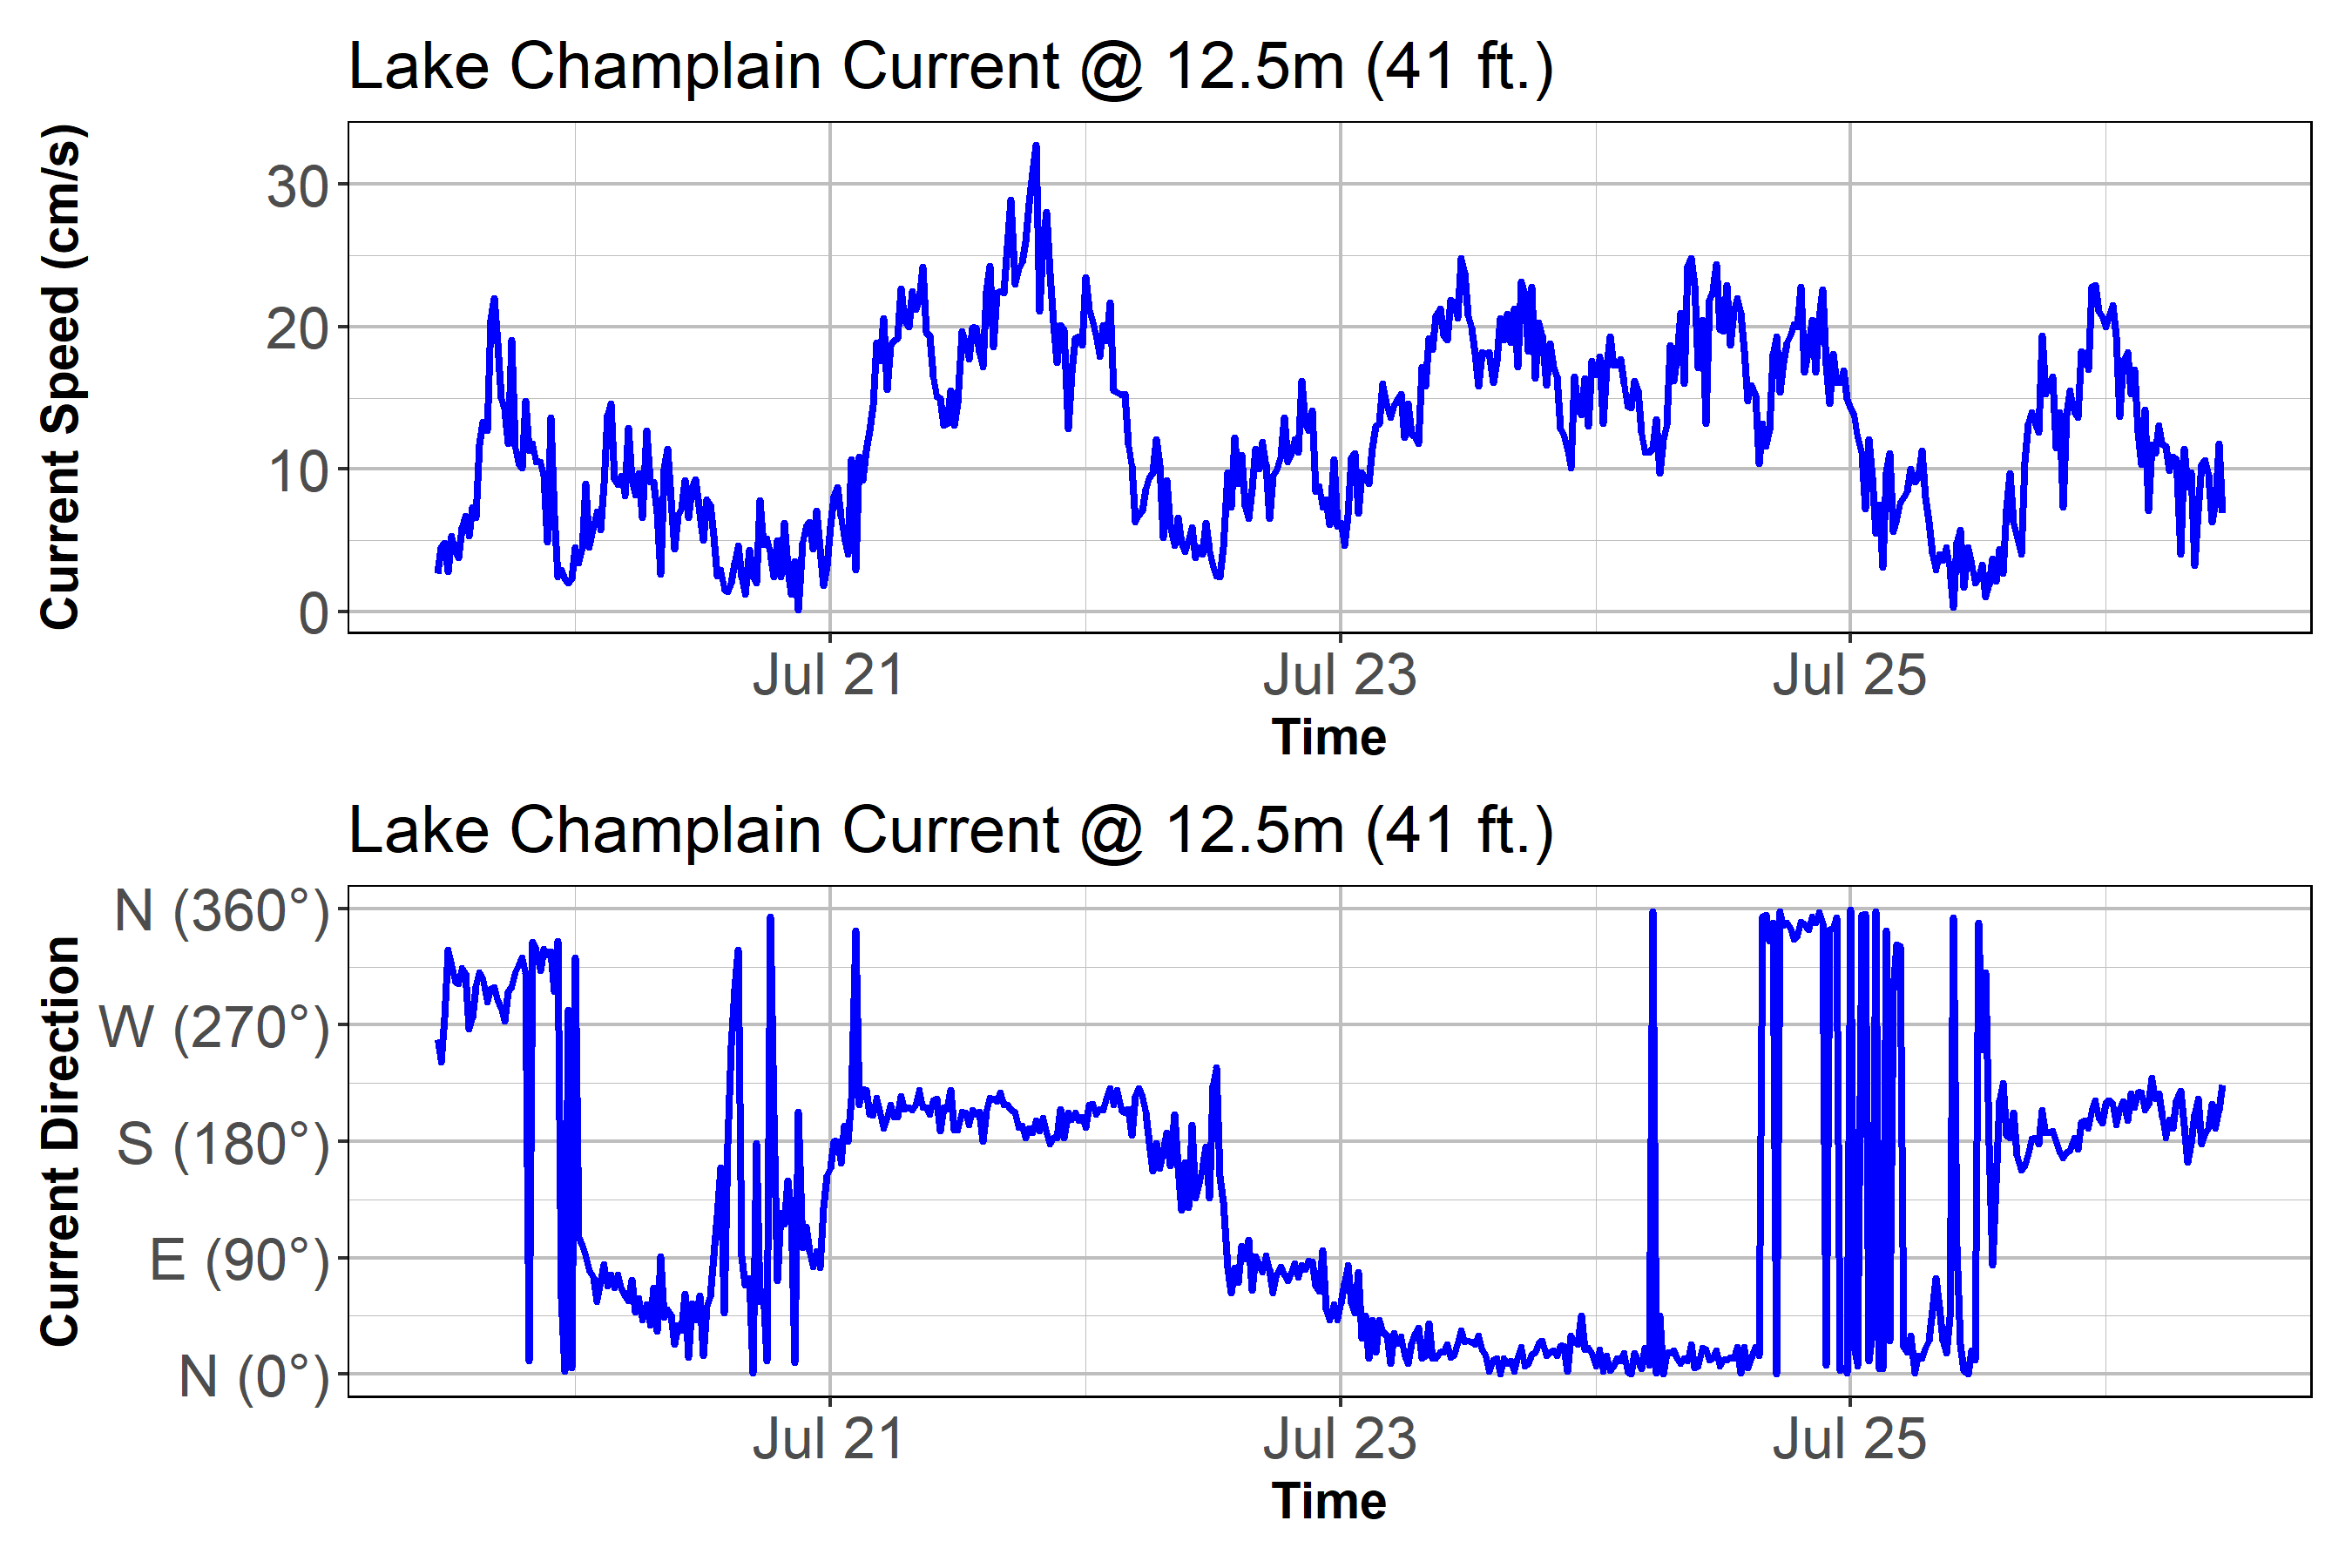 Lake Champlain Current @ 12.5m (41 ft.)
Current Speed (cm/s)
30
20
10
0
Jul 21 Jul 23 Jul 25
Time
Lake Champlain Current @ 12.5m (41 ft.)
Current Direction
N (360°)
W (270°)
S (180°)
E (90°)
N (0°)
Jul 21 Jul 23 Jul 25
Time